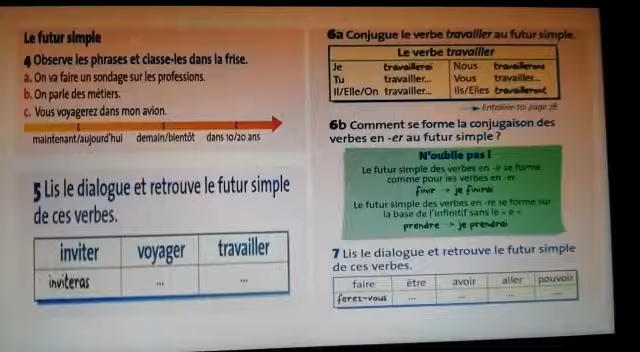 Le futur simple
4 Observe les phrases et classe-les dans la frise.
a. On va faire un sondage sur les professions.
b. On parle des métiers.
c. Vous voyagerez dans mon avion.
maintenant/aujourd'hui demain/bientôt dans 10/20 ans
5 Lis le dialogue et retrouve le futur simple
de ces verbes.
inviter voyager travailler
inviteras ... ...
6a Conjugue le verbe travailler au futur simple.
Le verbe travailler
Je travaillerai Nous travaillerons
Tu travailler... Vous travailler...
Il/Elle/On travailler... Ils/Elles travailleront
Entraîne-toi page 78
6b Comment se forme la conjugaison des
verbes en -er au futur simple ?
N'oublie pas !
Le futur simple des verbes en -ir se forme
comme pour les verbes en -er
finir → je finirai
Le futur simple des verbes en -re se forme sur
la base de l'infinitif sans le « e »
prendre → je prendrai
7 Lis le dialogue et retrouve le futur simple
de ces verbes.
faire être avoir aller pouvoir
ferez-vous ... ... ... ...